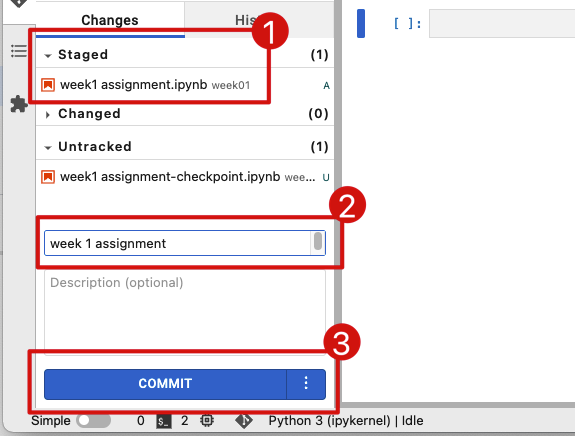 Changes His
1
Staged (1)
week1 assignment.ipynb week01 A
Changed (0)
Untracked (1)
week1 assignment-checkpoint.ipynb wee... U
2
week 1 assignment
Description (optional)
3
COMMIT
Simple 0 2 Python 3 (ipykernel) | Idle
[ ]: